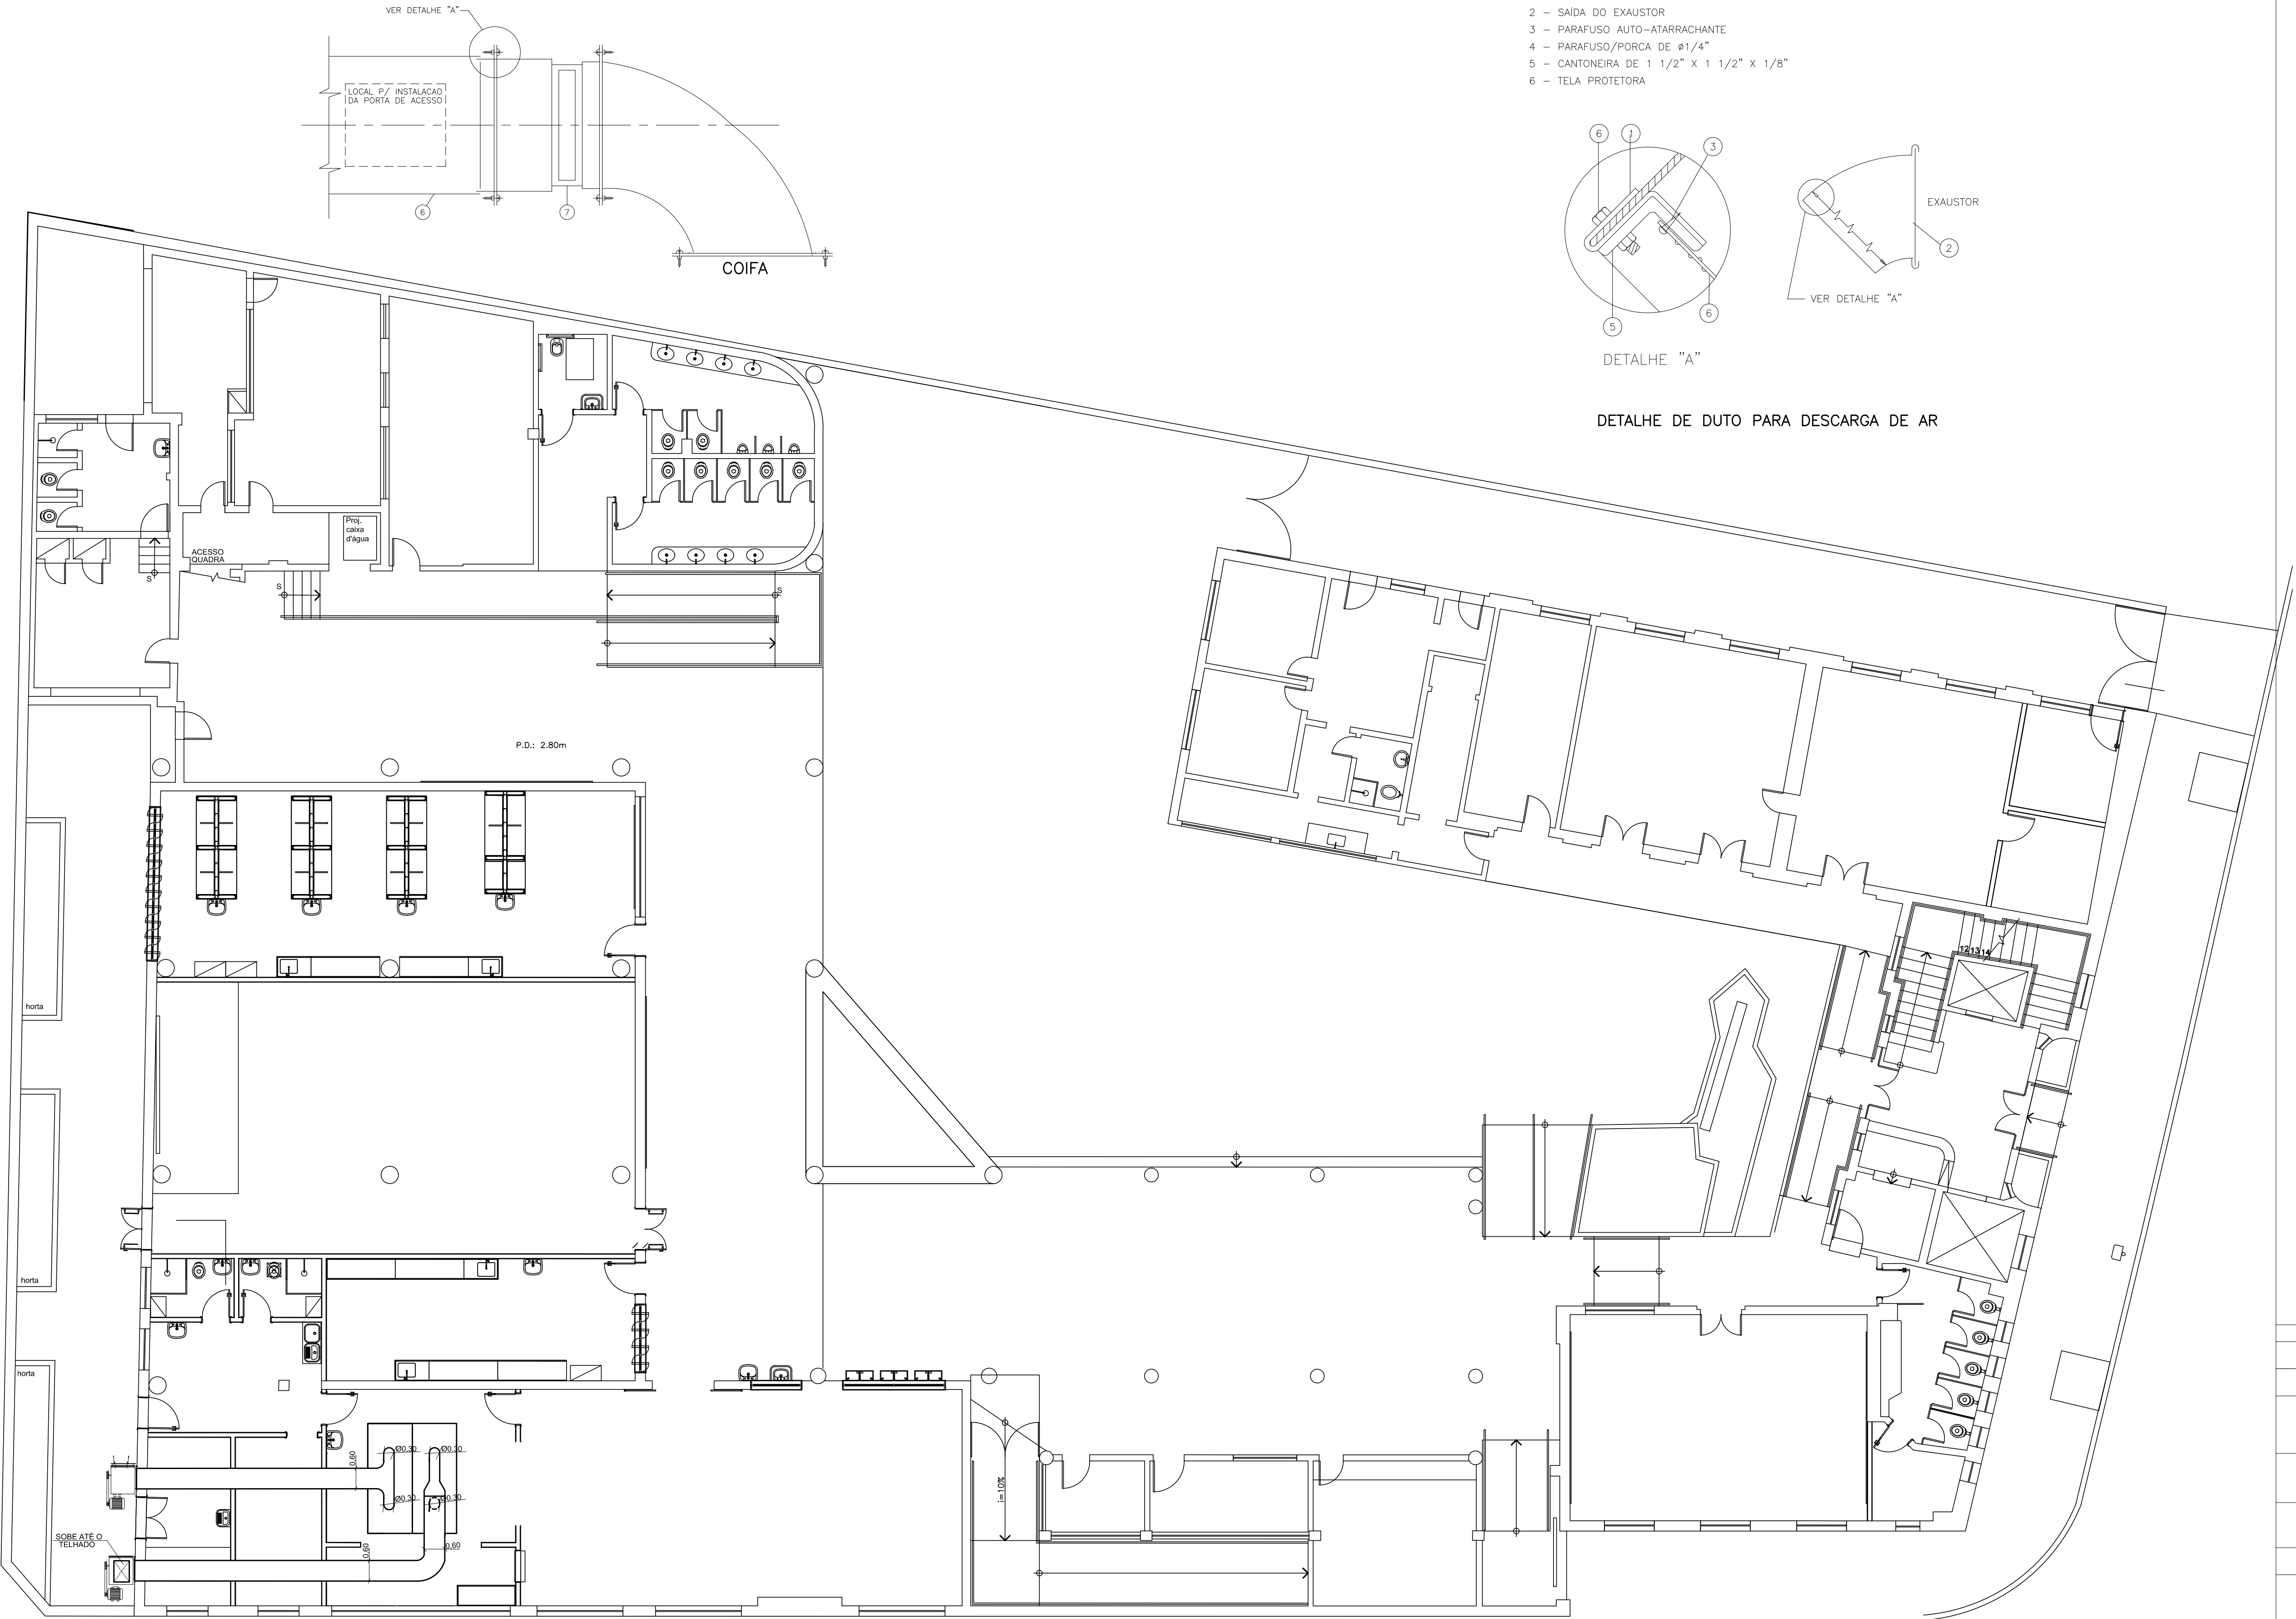 VER DETALHE "A"
LOCAL P/ INSTALACAO
DA PORTA DE ACESSO
6
7
COIFA
2 – SAÍDA DO EXAUSTOR
3 – PARAFUSO AUTO–ATARRACHANTE
4 – PARAFUSO/PORCA DE ø1/4"
5 – CANTONEIRA DE 1 1/2" X 1 1/2" X 1/8"
6 – TELA PROTETORA
6
1
3
5
6
EXAUSTOR
2
VER DETALHE "A"
DETALHE "A"
DETALHE DE DUTO PARA DESCARGA DE AR
Proj.
caixa
d'água
ACESSO
QUADRA
S
S
S
P.D.: 2.80m
12
13
14
horta
horta
horta
0.60
Ø0.30
Ø0.30
Ø0.30
Ø0.30
i=10%
SOBE ATÉ O
TELHADO
0.60
0.60